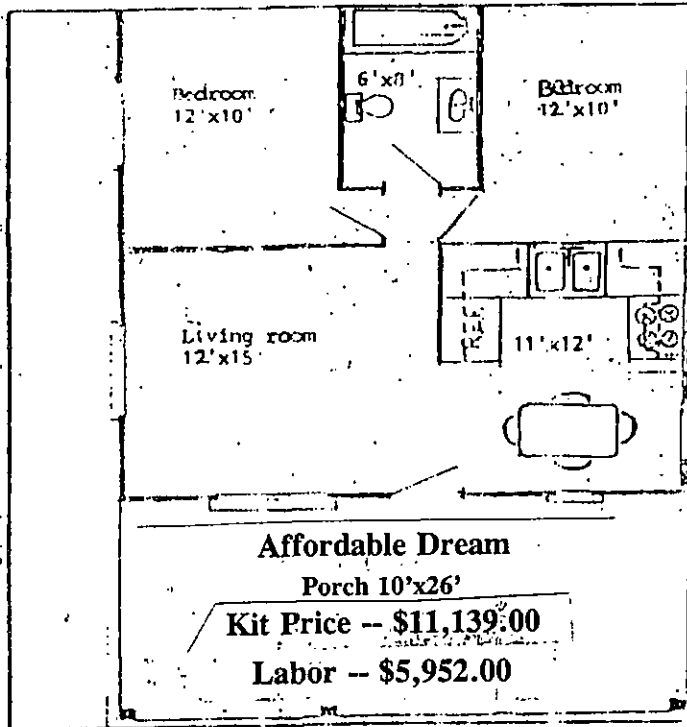 Bedroom
12'x10'
6'x8'
Bedroom
12'x10'
Living room
12'x15'
REF
11'x12'
Affordable Dream
Porch 10'x26'
Kit Price -- $11,139.00
Labor -- $5,952.00